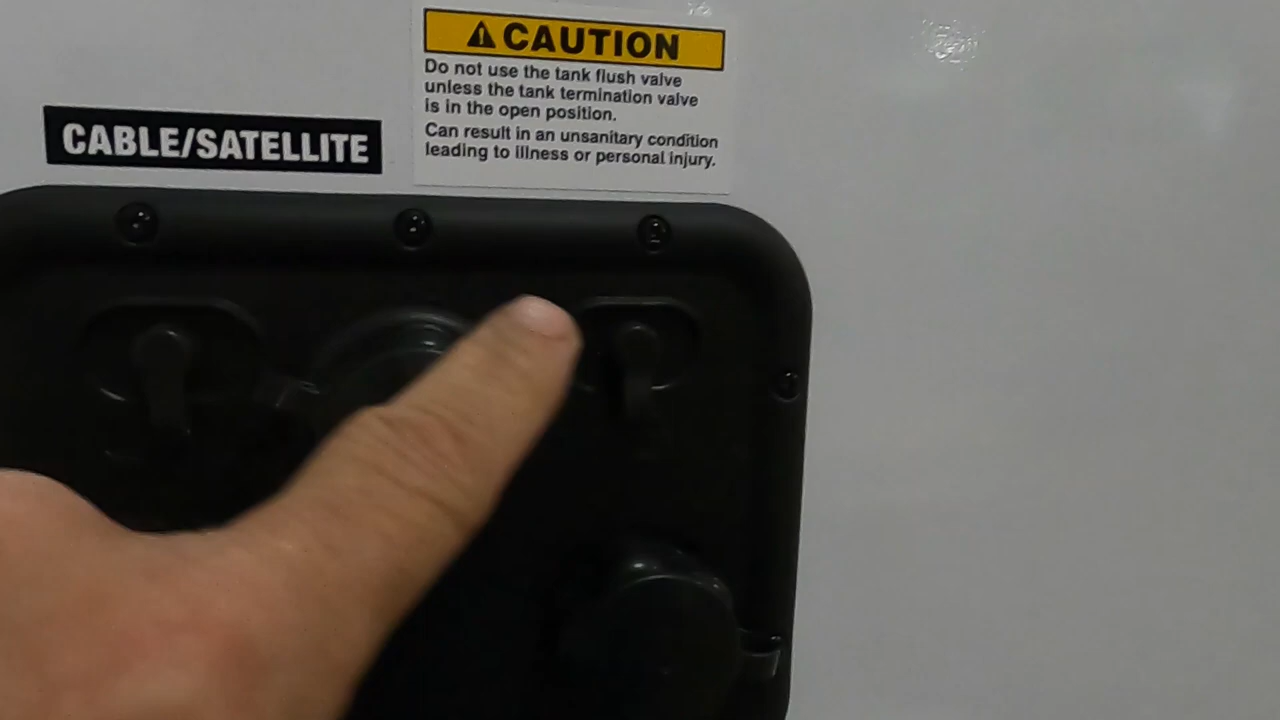 CAUTION
Do not use the tank flush valve
unless the tank termination valve
is in the open position.
Can result in an unsanitary condition
leading to illness or personal injury.
CABLE/SATELLITE